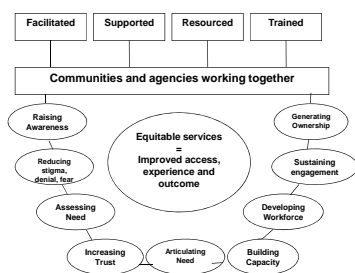 Facilitated
Supported
Resourced
Trained
Communities and agencies working together
Raising
Awareness
Generating
Ownership
Equitable services
=
Improved access,
experience and
outcome
Reducing
stigma,
denial, fear
Sustaining
engagement
Assessing
Need
Developing
Workforce
Increasing
Trust
Articulating
Need
Building
Capacity